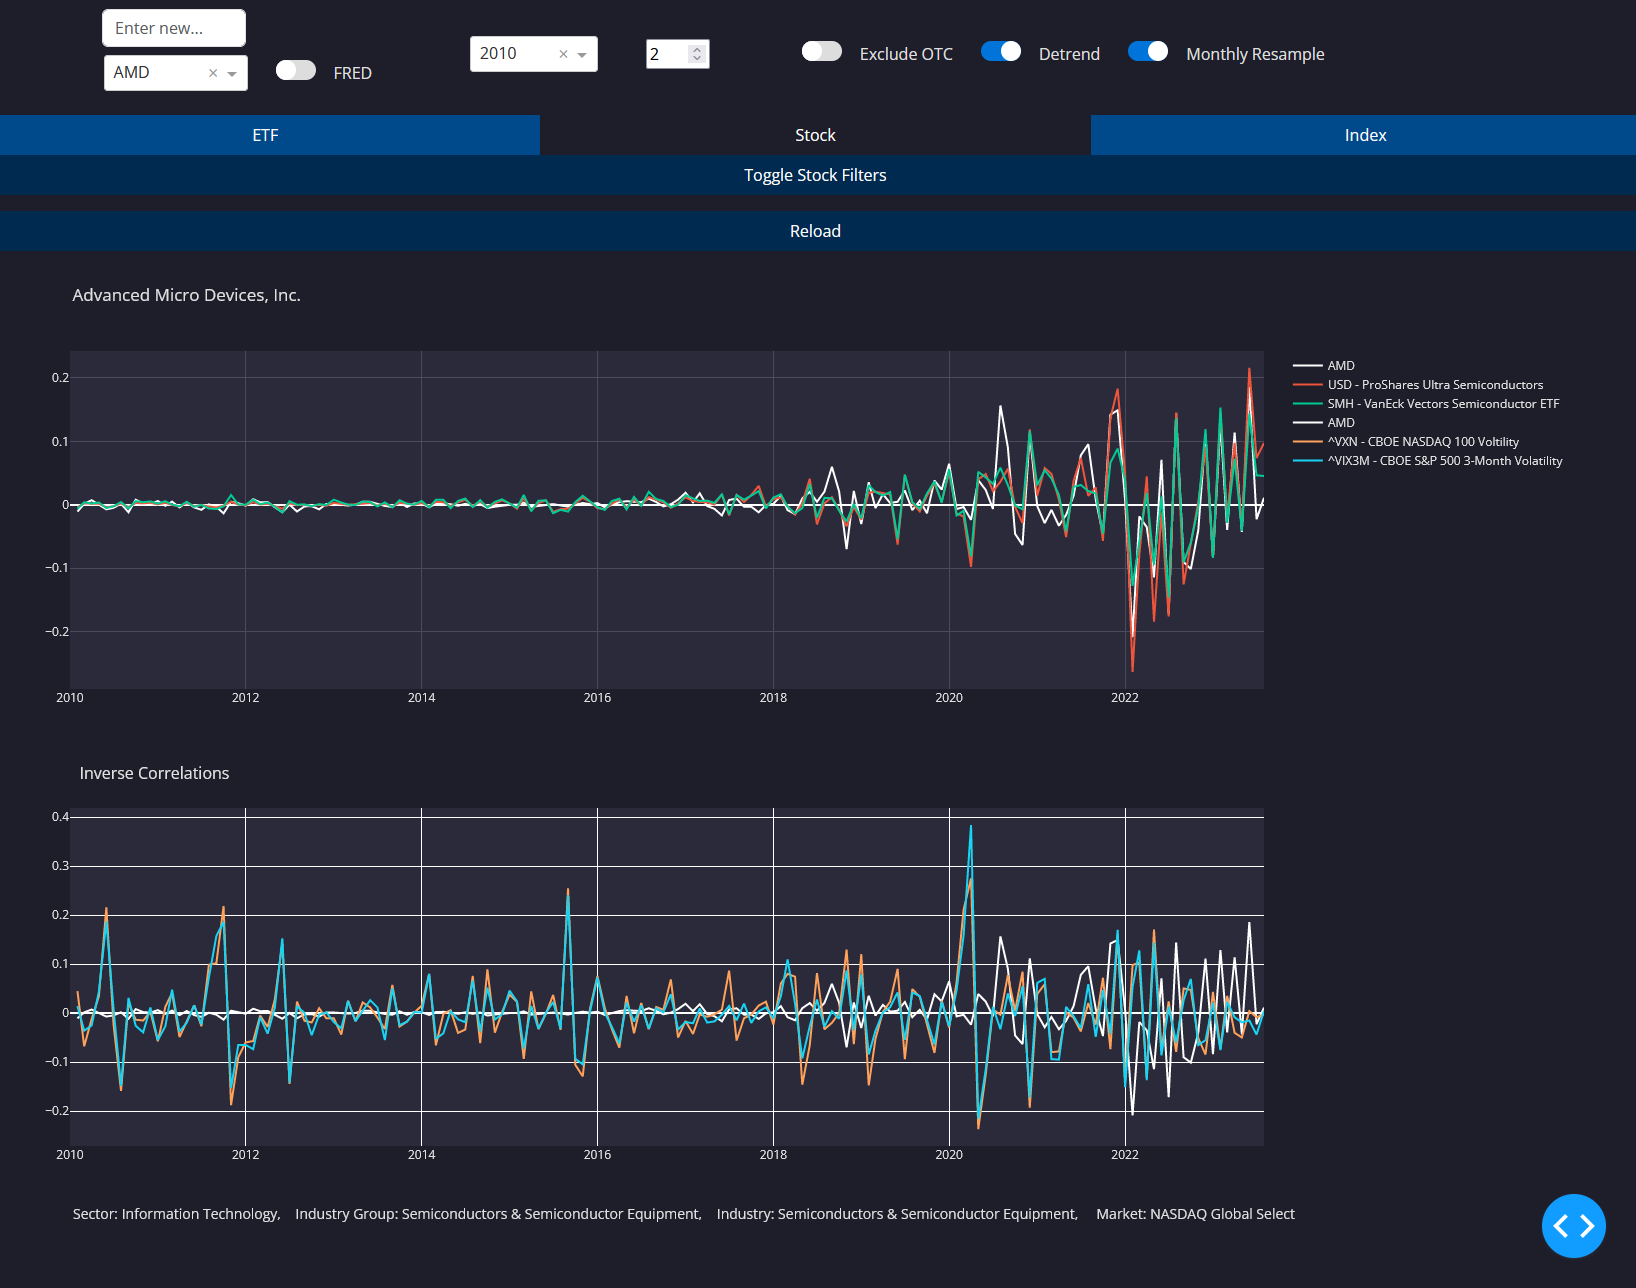 Enter new...
AMD
FRED
2010
2
Exclude OTC
Detrend
Monthly Resample
ETF
Stock
Index
Toggle Stock Filters
Reload
Advanced Micro Devices, Inc.
0.2
0.1
0
−0.1
−0.2
2010
2012
2014
2016
2018
2020
2022
AMD
USD - ProShares Ultra Semiconductors
SMH - VanEck Vectors Semiconductor ETF
AMD
^VXN - CBOE NASDAQ 100 Voltility
^VIX3M - CBOE S&P 500 3-Month Volatility
Inverse Correlations
0.4
0.3
0.2
0.1
0
−0.1
−0.2
2010
2012
2014
2016
2018
2020
2022
Sector: Information Technology, Industry Group: Semiconductors & Semiconductor Equipment, Industry: Semiconductors & Semiconductor Equipment, Market: NASDAQ Global Select